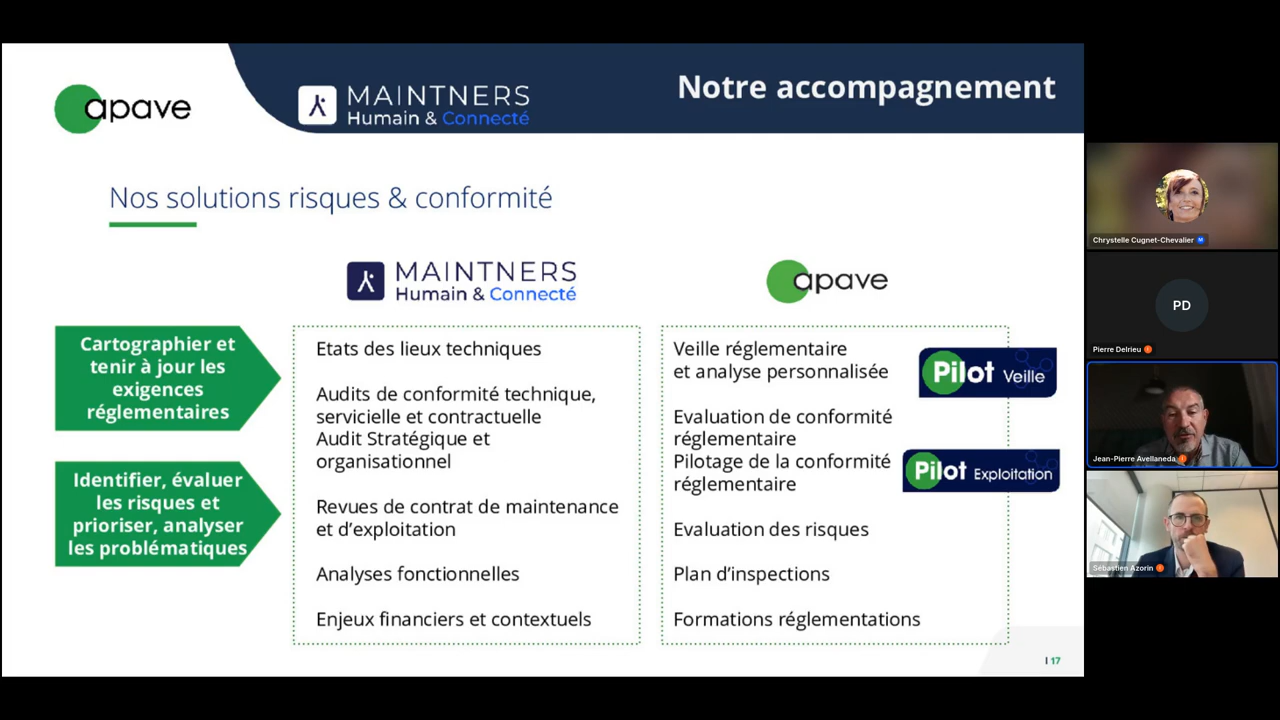 apave
MAINTNERS
Humain & Connecté
Notre accompagnement
Nos solutions risques & conformité
MAINTNERS
Humain & Connecté
apave
Cartographier et
tenir à jour les
exigences
réglementaires
Identifier, évaluer
les risques et
prioriser, analyser
les problématiques
Etats des lieux techniques
Audits de conformité technique,
servicielle et contractuelle
Audit Stratégique et
organisationnel
Revues de contrat de maintenance
et d’exploitation
Analyses fonctionnelles
Enjeux financiers et contextuels
Veille réglementaire
et analyse personnalisée
Pilot Veille
Evaluation de conformité
réglementaire
Pilotage de la conformité
réglementaire
Pilot Exploitation
Evaluation des risques
Plan d’inspections
Formations réglementations
I 17
Chrystelle Cugnet-Chevalier M
PD
Pierre Delrieu
Jean-Pierre Avellaneda
Sébastien Azorin